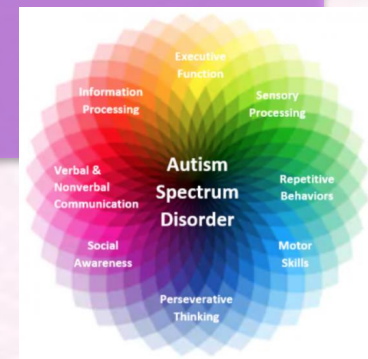 Executive
Function
Sensory
Processing
Repetitive
Behaviors
Motor
Skills
Perseverative
Thinking
Social
Awareness
Verbal &
Nonverbal
Communication
Information
Processing
Autism
Spectrum
Disorder